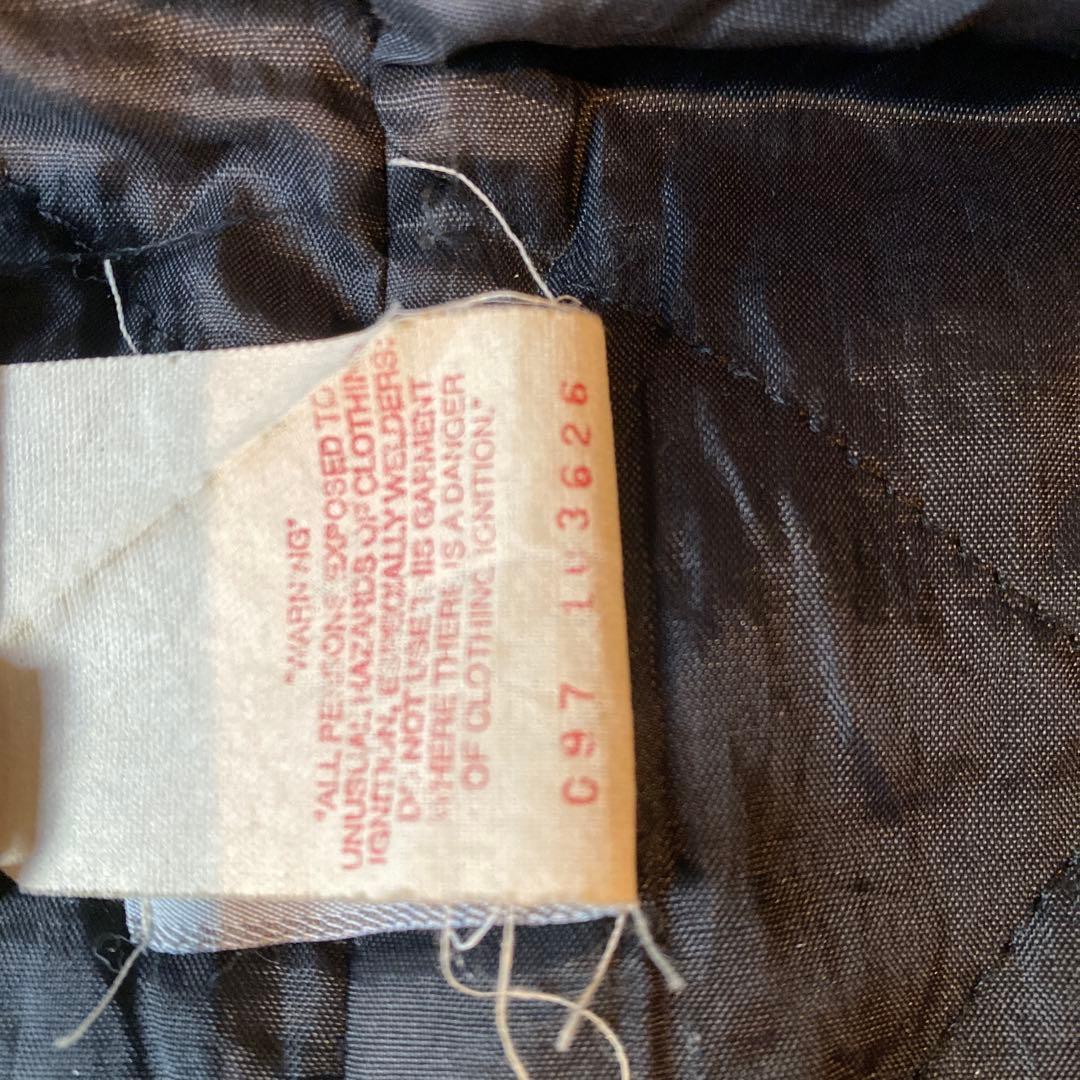 "WARNING"
"ALL PERSONS EXPOSED TO
UNUSUAL HAZARDS OF CLOTHING
IGNITION, ESPECIALLY WELDERS:
DO NOT USE THIS GARMENT
WHERE THERE IS A DANGER
OF CLOTHING IGNITION."
C97 103626